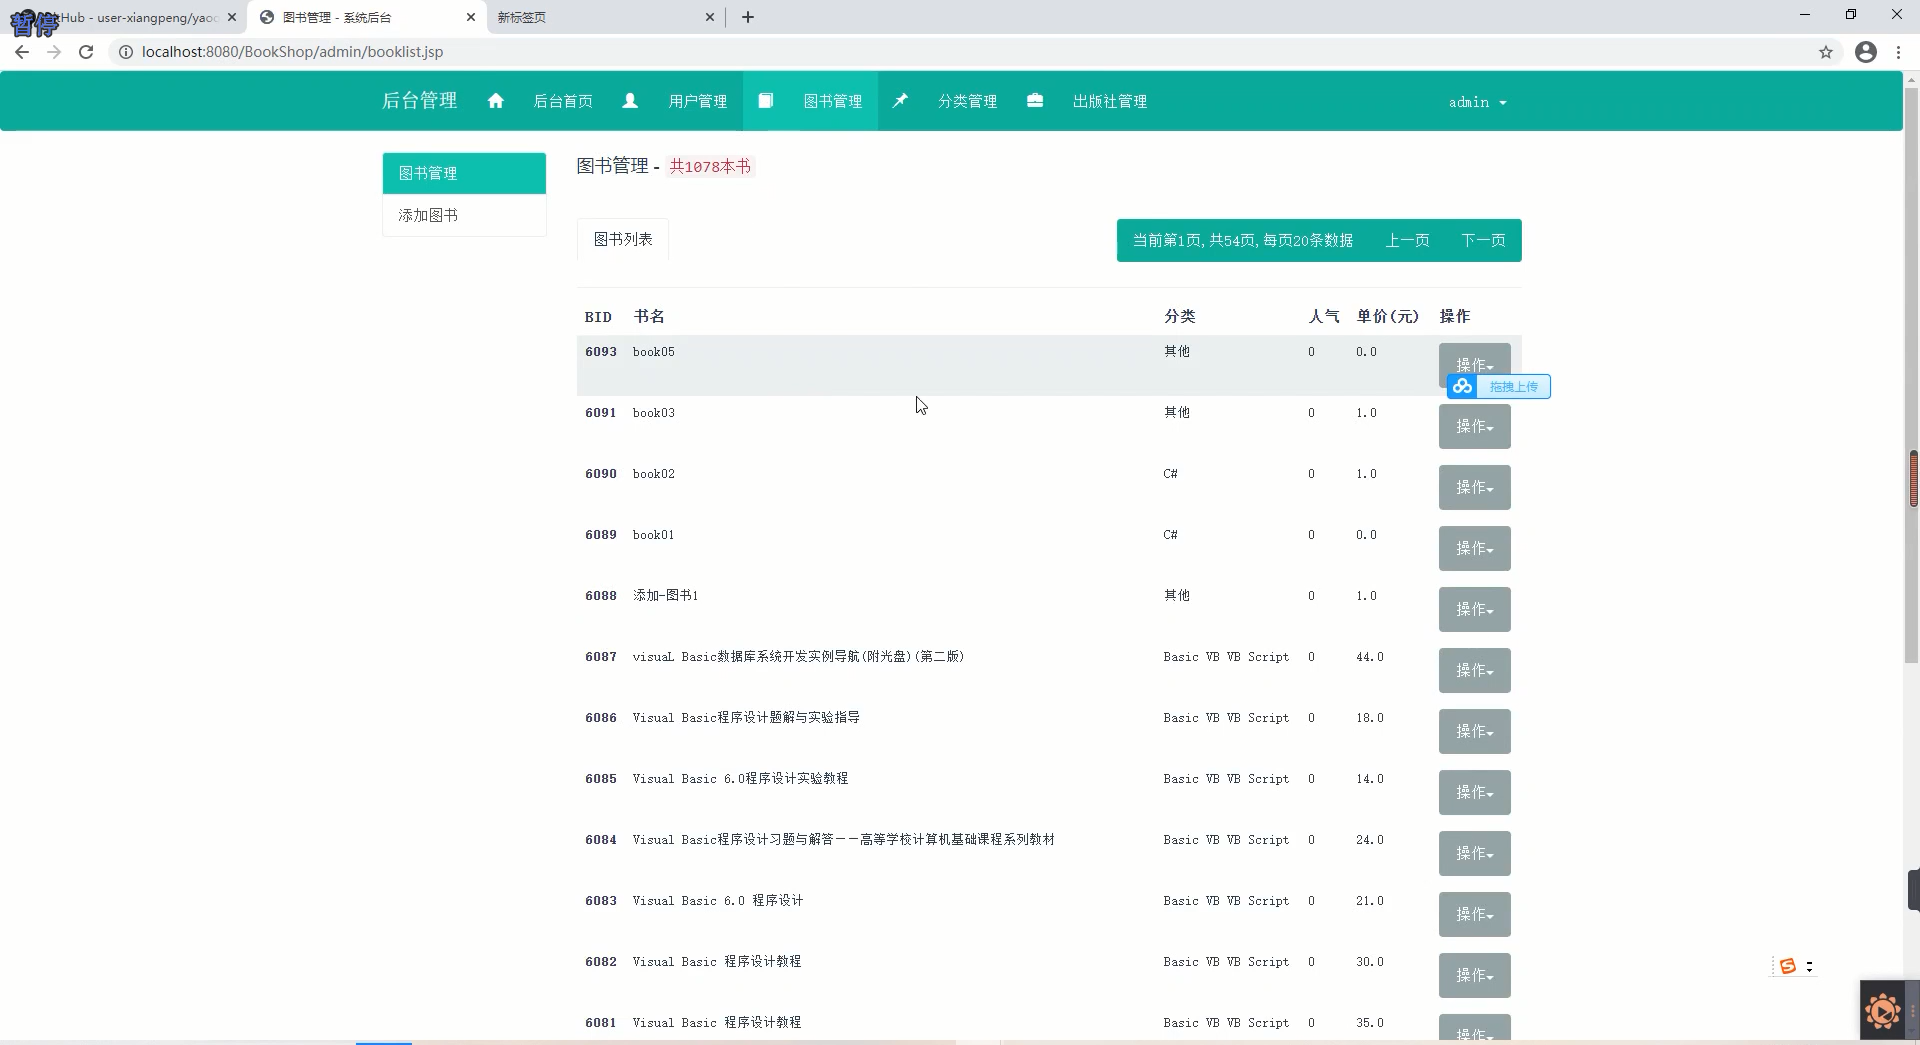 暂停
Hub - user-xiangpeng/yaoc
图书管理 - 系统后台
新标签页
localhost:8080/BookShop/admin/booklist.jsp
后台管理 后台首页 用户管理 图书管理 分类管理 出版社管理 admin
图书管理
添加图书
图书管理 - 共1078本书
图书列表
当前第1页, 共54页, 每页20条数据 上一页 下一页
BID 书名 分类 人气 单价(元) 操作
6093 book05 其他 0 0.0 操作
拖拽上传
6091 book03 其他 0 1.0 操作
6090 book02 C# 0 1.0 操作
6089 book01 C# 0 0.0 操作
6088 添加-图书1 其他 0 1.0 操作
6087 visuaL Basic数据库系统开发实例导航(附光盘)(第二版) Basic VB VB Script 0 44.0 操作
6086 Visual Basic程序设计题解与实验指导 Basic VB VB Script 0 18.0 操作
6085 Visual Basic 6.0程序设计实验教程 Basic VB VB Script 0 14.0 操作
6084 Visual Basic程序设计习题与解答——高等学校计算机基础课程系列教材 Basic VB VB Script 0 24.0 操作
6083 Visual Basic 6.0 程序设计 Basic VB VB Script 0 21.0 操作
6082 Visual Basic 程序设计教程 Basic VB VB Script 0 30.0 操作
6081 Visual Basic 程序设计教程 Basic VB VB Script 0 35.0 操作